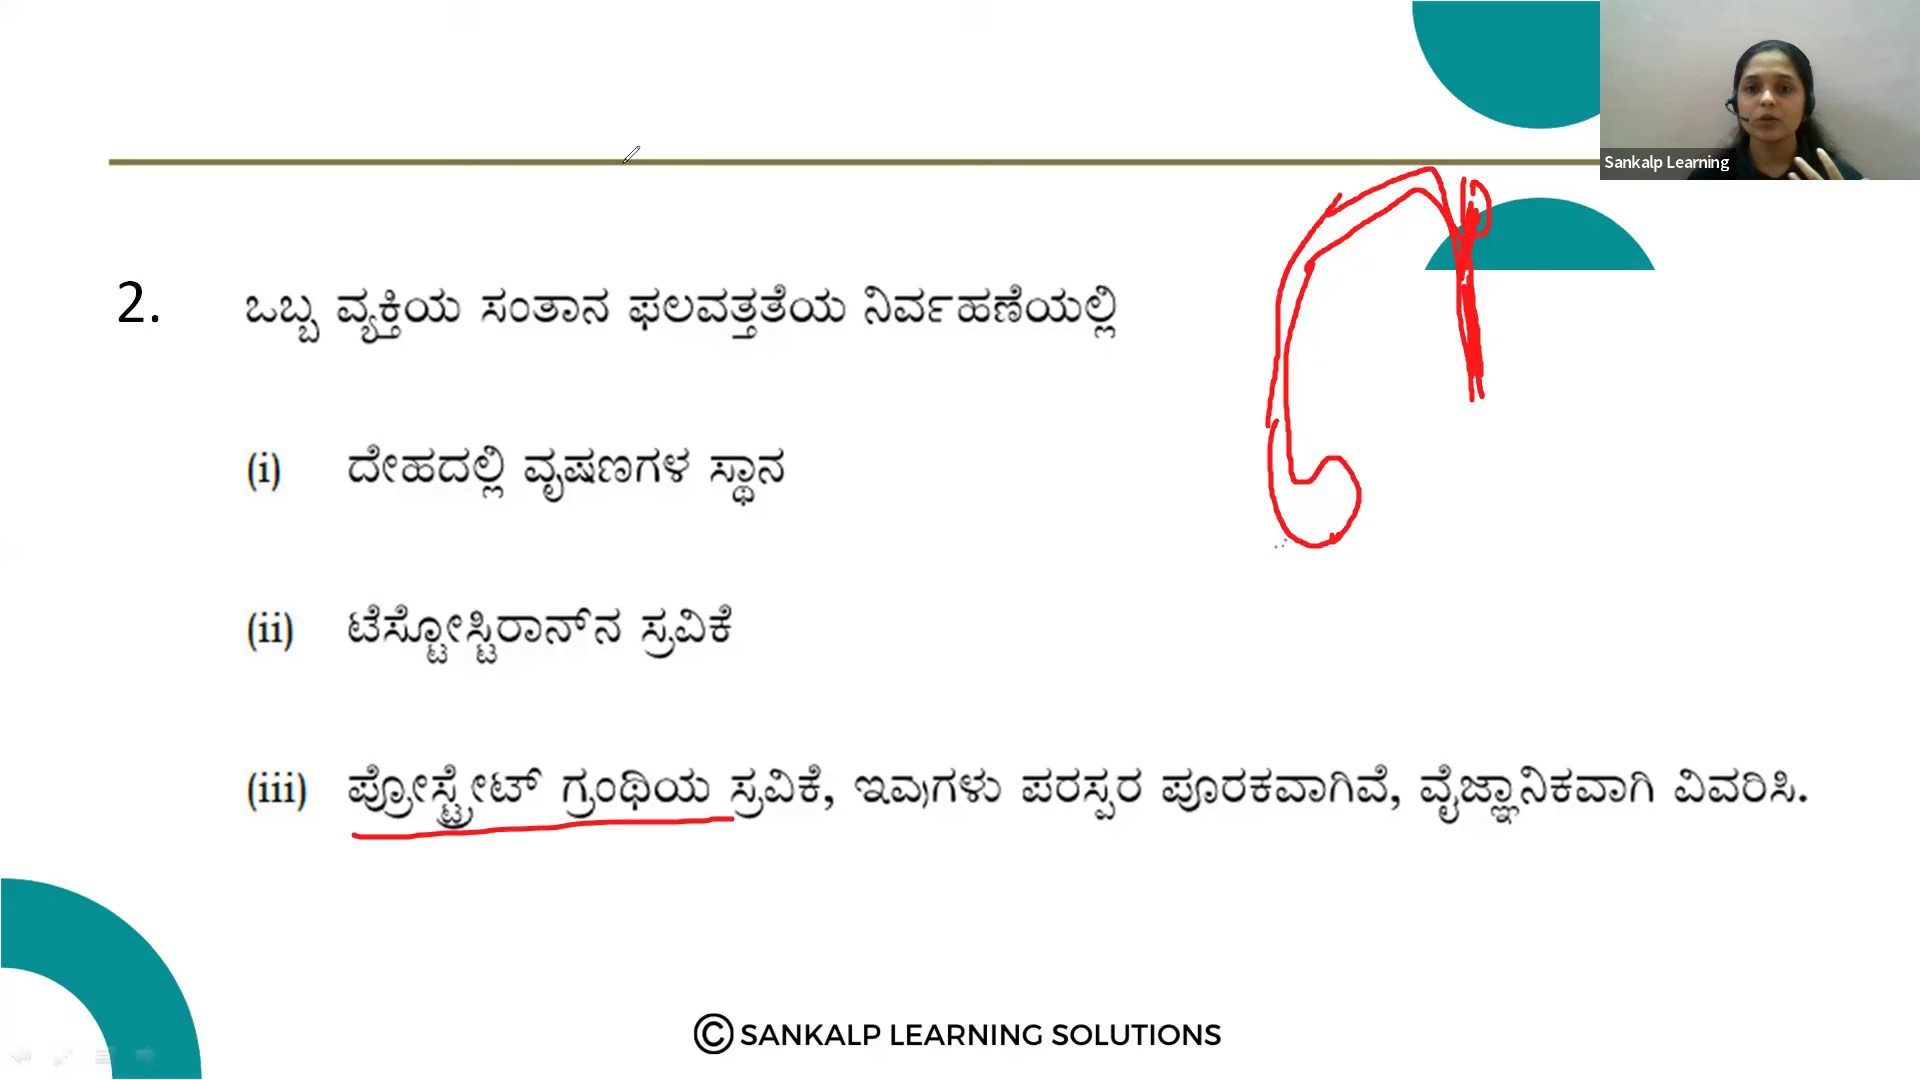 Sankalp Learning
2. ಒಬ್ಬ ವ್ಯಕ್ತಿಯ ಸಂತಾನ ಫಲವತ್ತತೆಯ ನಿರ್ವಹಣೆಯಲ್ಲಿ
(i) ದೇಹದಲ್ಲಿ ವೃಷಣಗಳ ಸ್ಥಾನ
(ii) ಟೆಸ್ಟೋಸ್ಟಿರಾನ್‌ನ ಸ್ರವಿಕೆ
(iii) ಪ್ರೋಸ್ಟ್ರೇಟ್ ಗ್ರಂಥಿಯ ಸ್ರವಿಕೆ, ಇವುಗಳು ಪರಸ್ಪರ ಪೂರಕವಾಗಿವೆ, ವೈಜ್ಞಾನಿಕವಾಗಿ ವಿವರಿಸಿ.
© SANKALP LEARNING SOLUTIONS